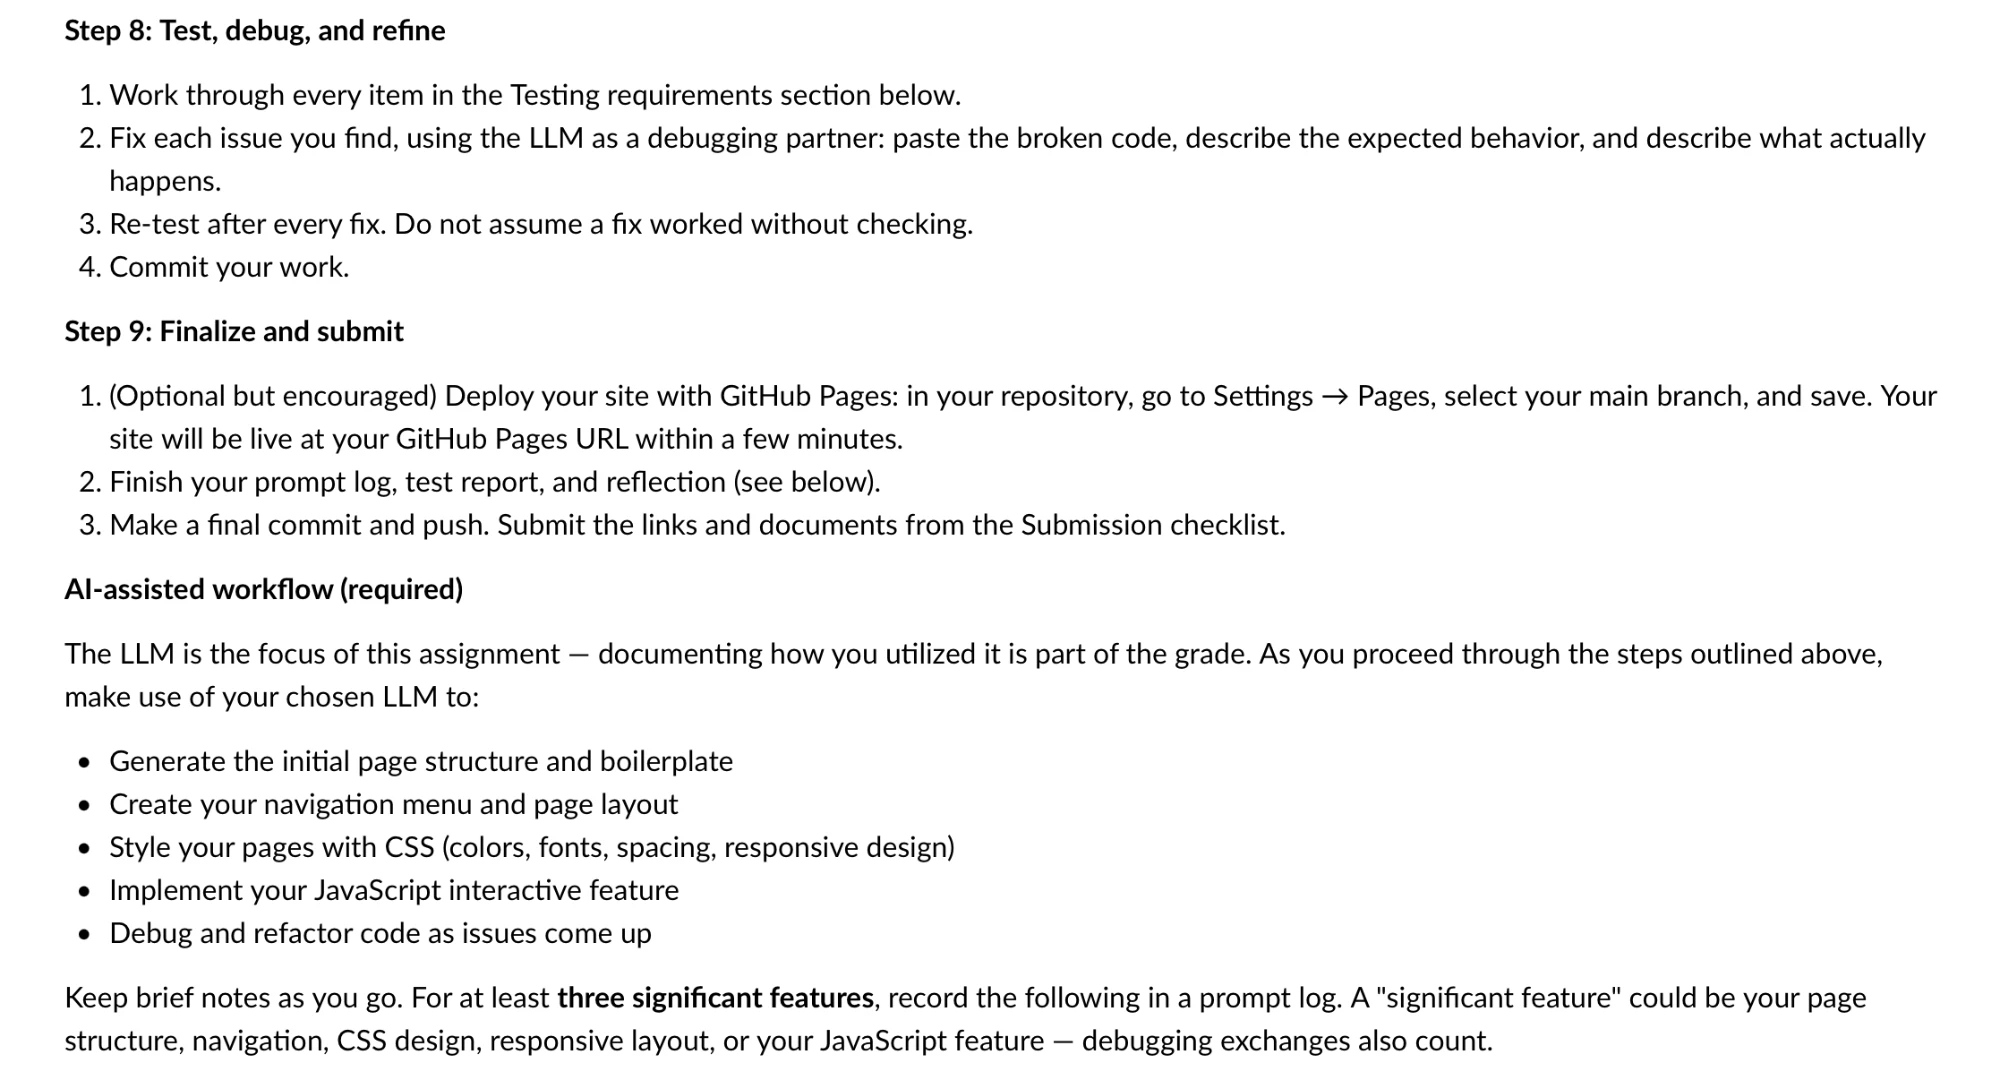 Step 8: Test, debug, and refine
1. Work through every item in the Testing requirements section below.
2. Fix each issue you find, using the LLM as a debugging partner: paste the broken code, describe the expected behavior, and describe what actually
happens.
3. Re-test after every fix. Do not assume a fix worked without checking.
4. Commit your work.
Step 9: Finalize and submit
1. (Optional but encouraged) Deploy your site with GitHub Pages: in your repository, go to Settings → Pages, select your main branch, and save. Your
site will be live at your GitHub Pages URL within a few minutes.
2. Finish your prompt log, test report, and reflection (see below).
3. Make a final commit and push. Submit the links and documents from the Submission checklist.
AI-assisted workflow (required)
The LLM is the focus of this assignment — documenting how you utilized it is part of the grade. As you proceed through the steps outlined above,
make use of your chosen LLM to:
• Generate the initial page structure and boilerplate
• Create your navigation menu and page layout
• Style your pages with CSS (colors, fonts, spacing, responsive design)
• Implement your JavaScript interactive feature
• Debug and refactor code as issues come up
Keep brief notes as you go. For at least three significant features, record the following in a prompt log. A "significant feature" could be your page
structure, navigation, CSS design, responsive layout, or your JavaScript feature — debugging exchanges also count.